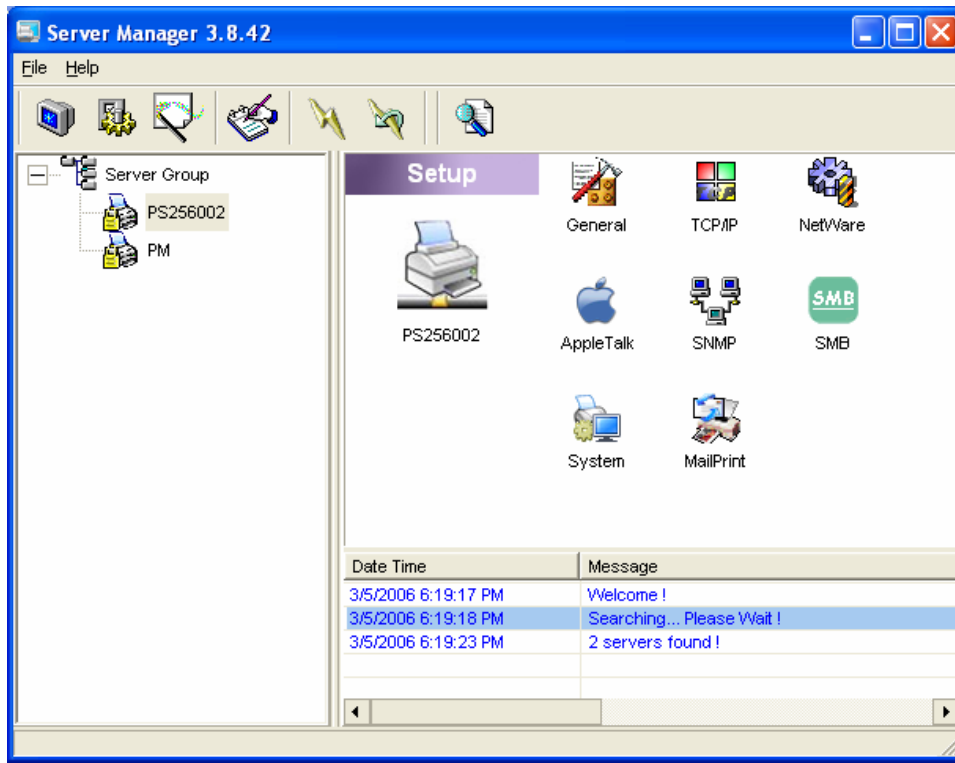 Server Manager 3.8.42
File Help
Server Group
PS256002
PM
Setup
PS256002
General
TCP/IP
NetWare
AppleTalk
SNMP
SMB
SMB
System
MailPrint
Date Time Message
3/5/2006 6:19:17 PM Welcome !
3/5/2006 6:19:18 PM Searching... Please Wait !
3/5/2006 6:19:23 PM 2 servers found !